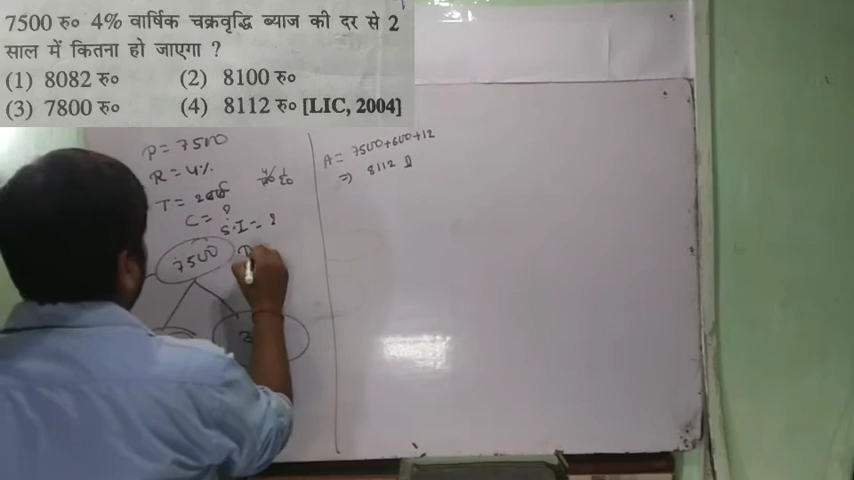 7500 रु० 4% वार्षिक चक्रवृद्धि ब्याज की दर से 2
साल में कितना हो जाएगा ?
(1) 8082 रु० (2) 8100 रु०
(3) 7800 रु० (4) 8112 रु० [LIC, 2004]
P = 7500
R = 4%
T = 2वर्ष
C = ?
S.I = ?
7500
A = 7500+600+12
=) 8112